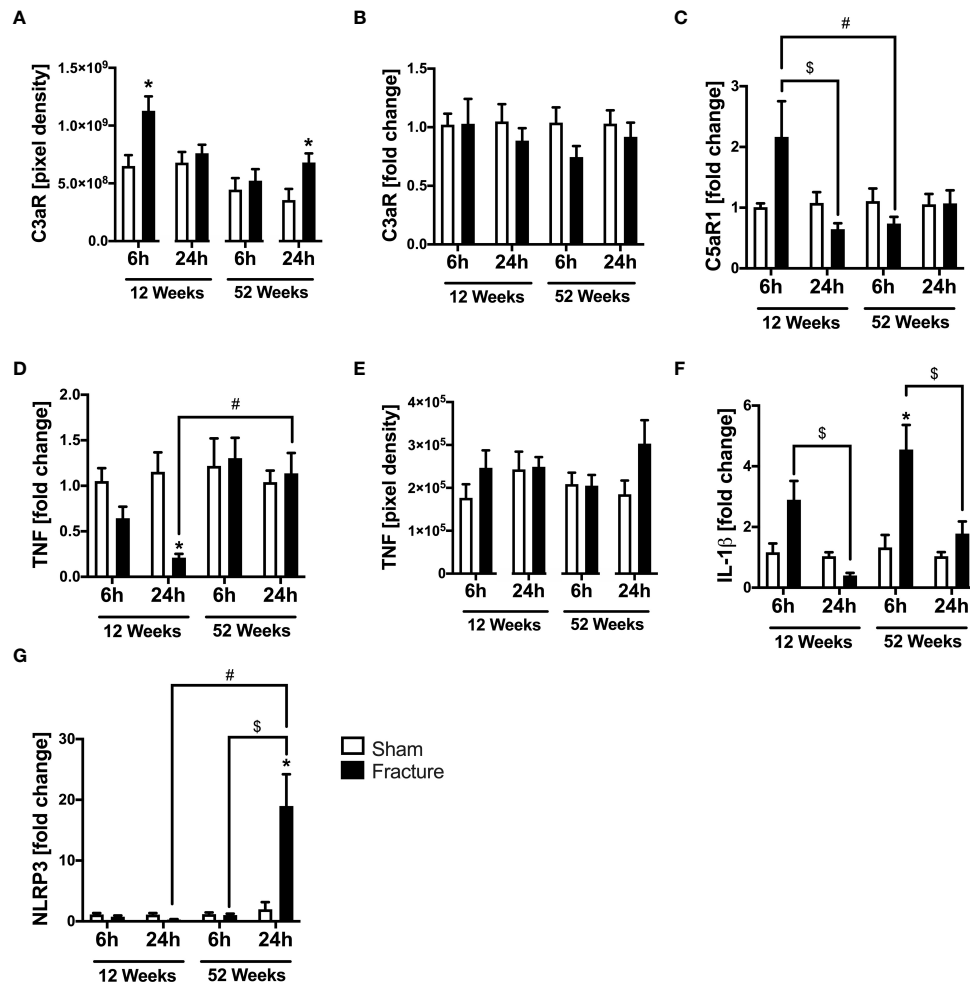 A
C3aR [pixel density]
1.5×10⁹
1.0×10⁹
5.0×10⁸
0.0
*
*
6h 24h 6h 24h
12 Weeks 52 Weeks
B
C3aR [fold change]
1.5
1.0
0.5
0.0
6h 24h 6h 24h
12 Weeks 52 Weeks
C
C5aR1 [fold change]
#
$
3
2
1
0
6h 24h 6h 24h
12 Weeks 52 Weeks
D
TNF [fold change]
2.0
1.5
1.0
0.5
0.0
#
*
6h 24h 6h 24h
12 Weeks 52 Weeks
E
TNF [pixel density]
4×10⁵
3×10⁵
2×10⁵
1×10⁵
0
6h 24h 6h 24h
12 Weeks 52 Weeks
F
IL-1β [fold change]
$
$
*
6
4
2
0
6h 24h 6h 24h
12 Weeks 52 Weeks
G
NLRP3 [fold change]
#
$
*
30
20
10
0
6h 24h 6h 24h
12 Weeks 52 Weeks
Sham
Fracture